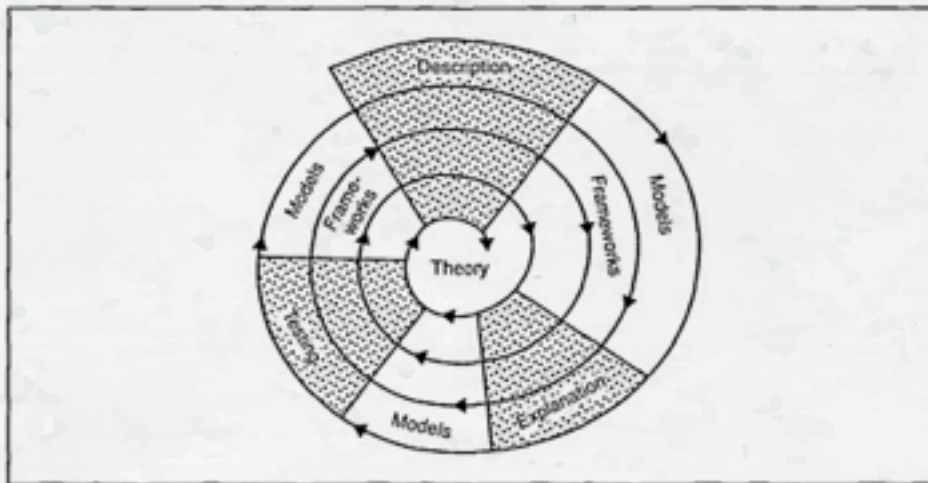 Description
Models
Frameworks
Explanation
Models
Testing
Models
Frame-
works
Theory